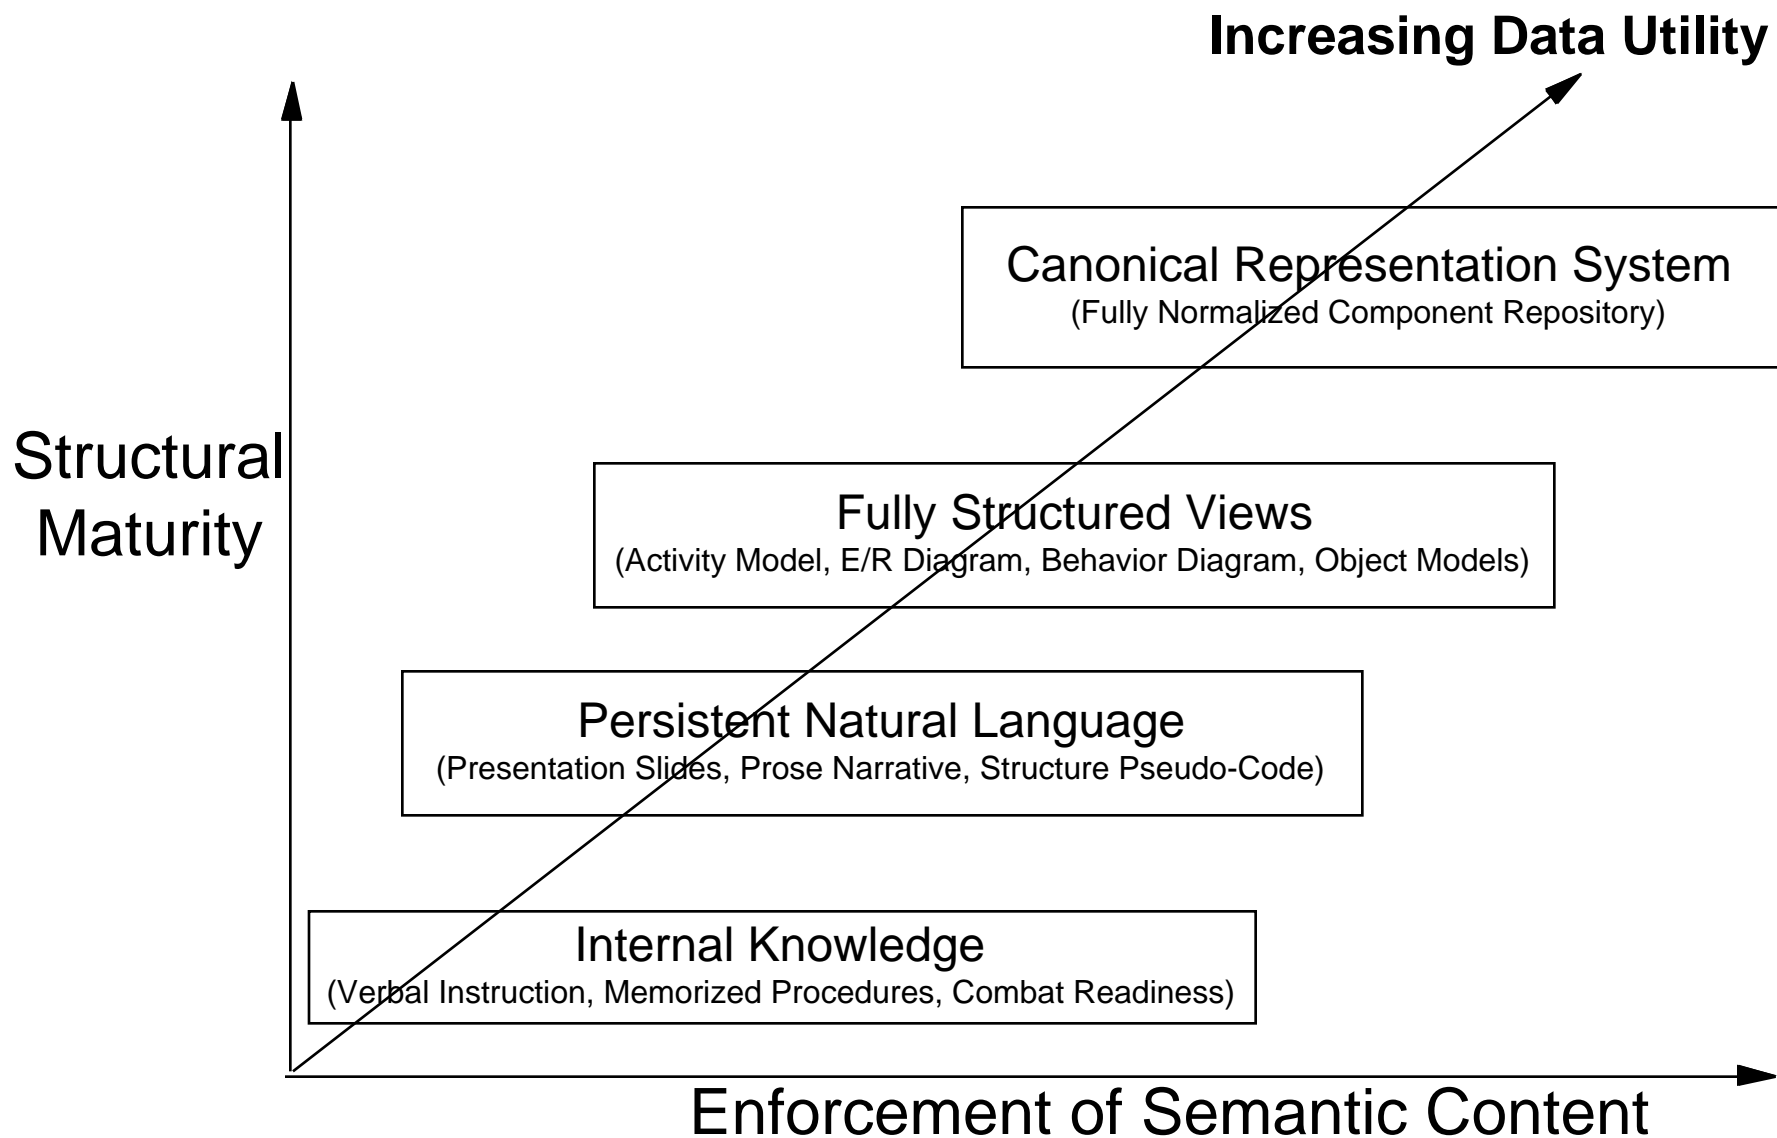 Increasing Data Utility
Canonical Representation System
(Fully Normalized Component Repository)
Structural
Maturity
Fully Structured Views
(Activity Model, E/R Diagram, Behavior Diagram, Object Models)
Persistent Natural Language
(Presentation Slides, Prose Narrative, Structure Pseudo-Code)
Internal Knowledge
(Verbal Instruction, Memorized Procedures, Combat Readiness)
Enforcement of Semantic Content